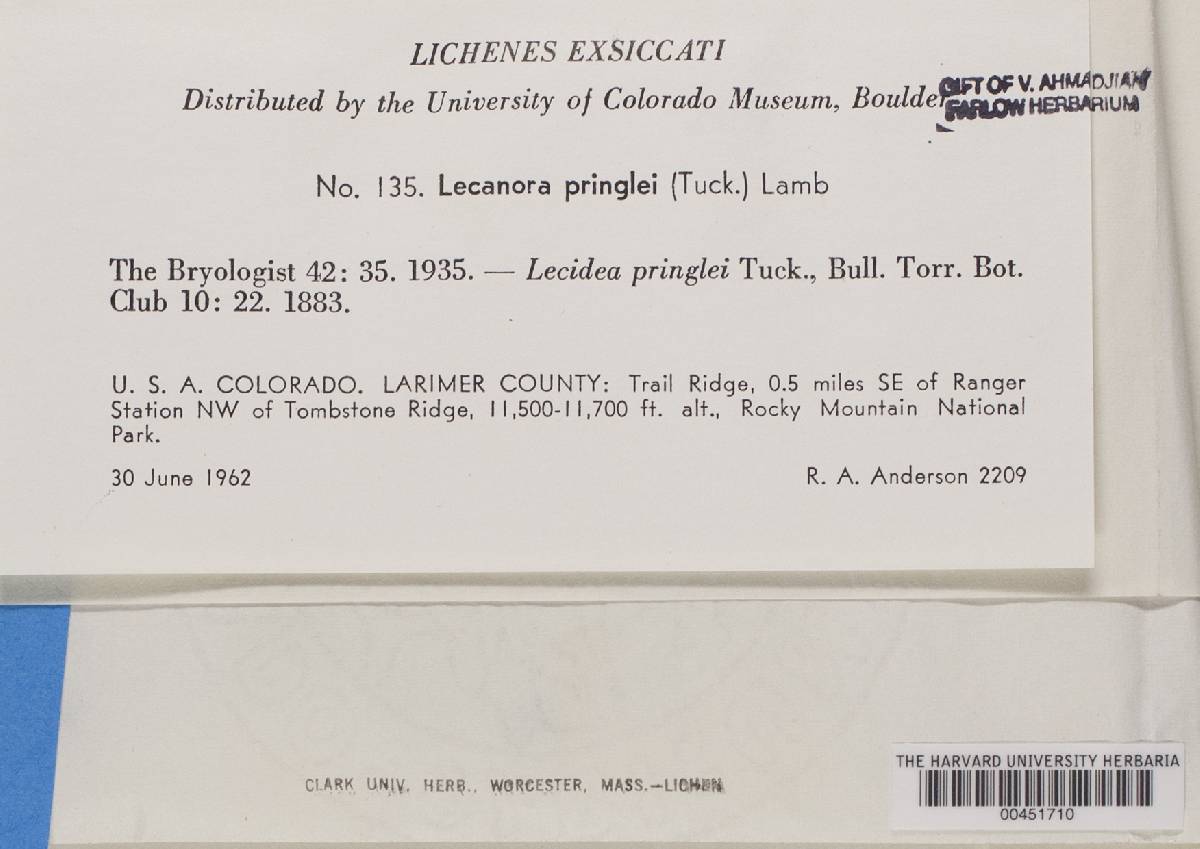 LICHENES EXSICCATI
Distributed by the University of Colorado Museum, Boulder
GIFT OF V. AHMADJIAN
FARLOW HERBARIUM
No. 135. Lecanora pringlei (Tuck.) Lamb
The Bryologist 42: 35. 1935. — Lecidea pringlei Tuck., Bull. Torr. Bot.
Club 10: 22. 1883.
U. S. A. COLORADO. LARIMER COUNTY: Trail Ridge, 0.5 miles SE of Ranger
Station NW of Tombstone Ridge, 11,500-11,700 ft. alt., Rocky Mountain National
Park.
30 June 1962 R. A. Anderson 2209
CLARK UNIV. HERB., WORCESTER, MASS.-LICHEN
THE HARVARD UNIVERSITY HERBARIA
00451710